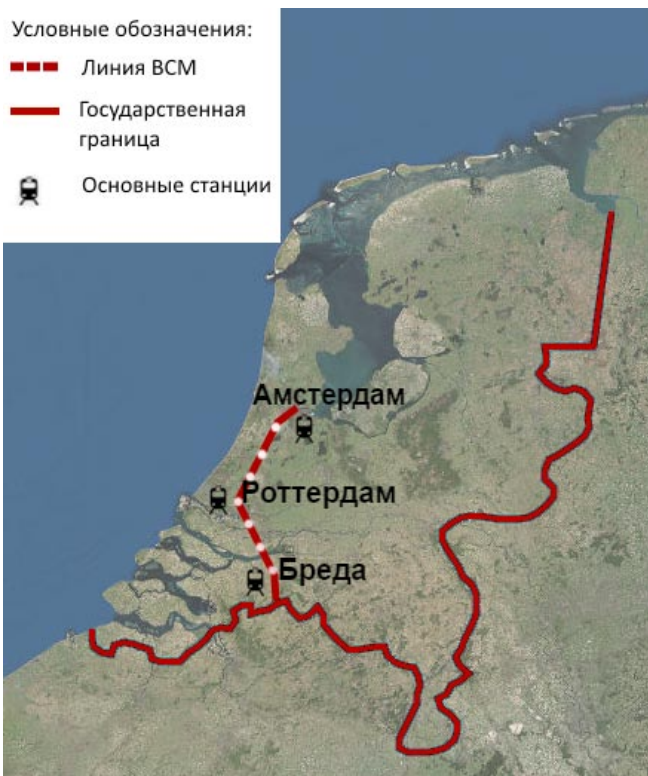 Условные обозначения:
Линия ВСМ
Государственная
граница
Основные станции
Амстердам
Роттердам
Бреда